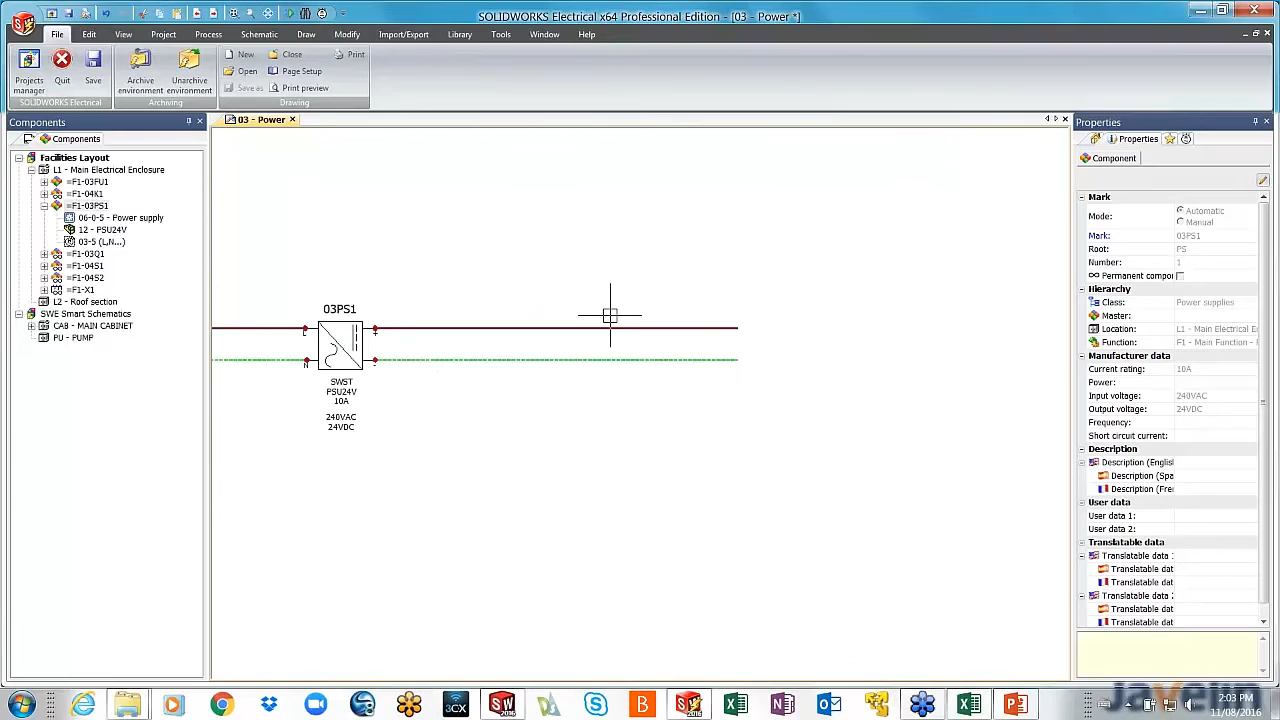 SOLIDWORKS Electrical x64 Professional Edition - [03 - Power *]
File Edit View Project Process Schematic Draw Modify Import/Export Library Tools Window Help
Projects manager
Quit
Save
SOLIDWORKS Electrical
Archive environment
Unarchive environment
Archiving
New
Open
Save as
Close
Page Setup
Print preview
Print
Drawing
Components
Components
Facilities Layout
L1 - Main Electrical Enclosure
=F1-03FU1
=F1-04K1
=F1-03PS1
06-0-5 - Power supply
12 - PSU24V
03-5 (L,N...)
=F1-03Q1
=F1-04S1
=F1-04S2
=F1-X1
L2 - Roof section
SWE Smart Schematics
CAB - MAIN CABINET
PU - PUMP
03 - Power
03PS1
L
N
+
-
SWST
PSU24V
10A
240VAC
24VDC
Properties
Properties
Component
Mark
Mode: Automatic
Manual
Mark: 03PS1
Root: PS
Number: 1
Permanent compo
Hierarchy
Class: Power supplies
Master:
Location: L1 - Main Electrical E
Function: F1 - Main Function -
Manufacturer data
Current rating: 10A
Power:
Input voltage: 240VAC
Output voltage: 24VDC
Frequency:
Short circuit current:
Description
Description (English
Description (Spa
Description (Fre
User data
User data 1:
User data 2:
Translatable data
Translatable data
Translatable dat
Translatable dat
Translatable data
Translatable dat
Translatable dat
3CX
2:03 PM
11/08/2016